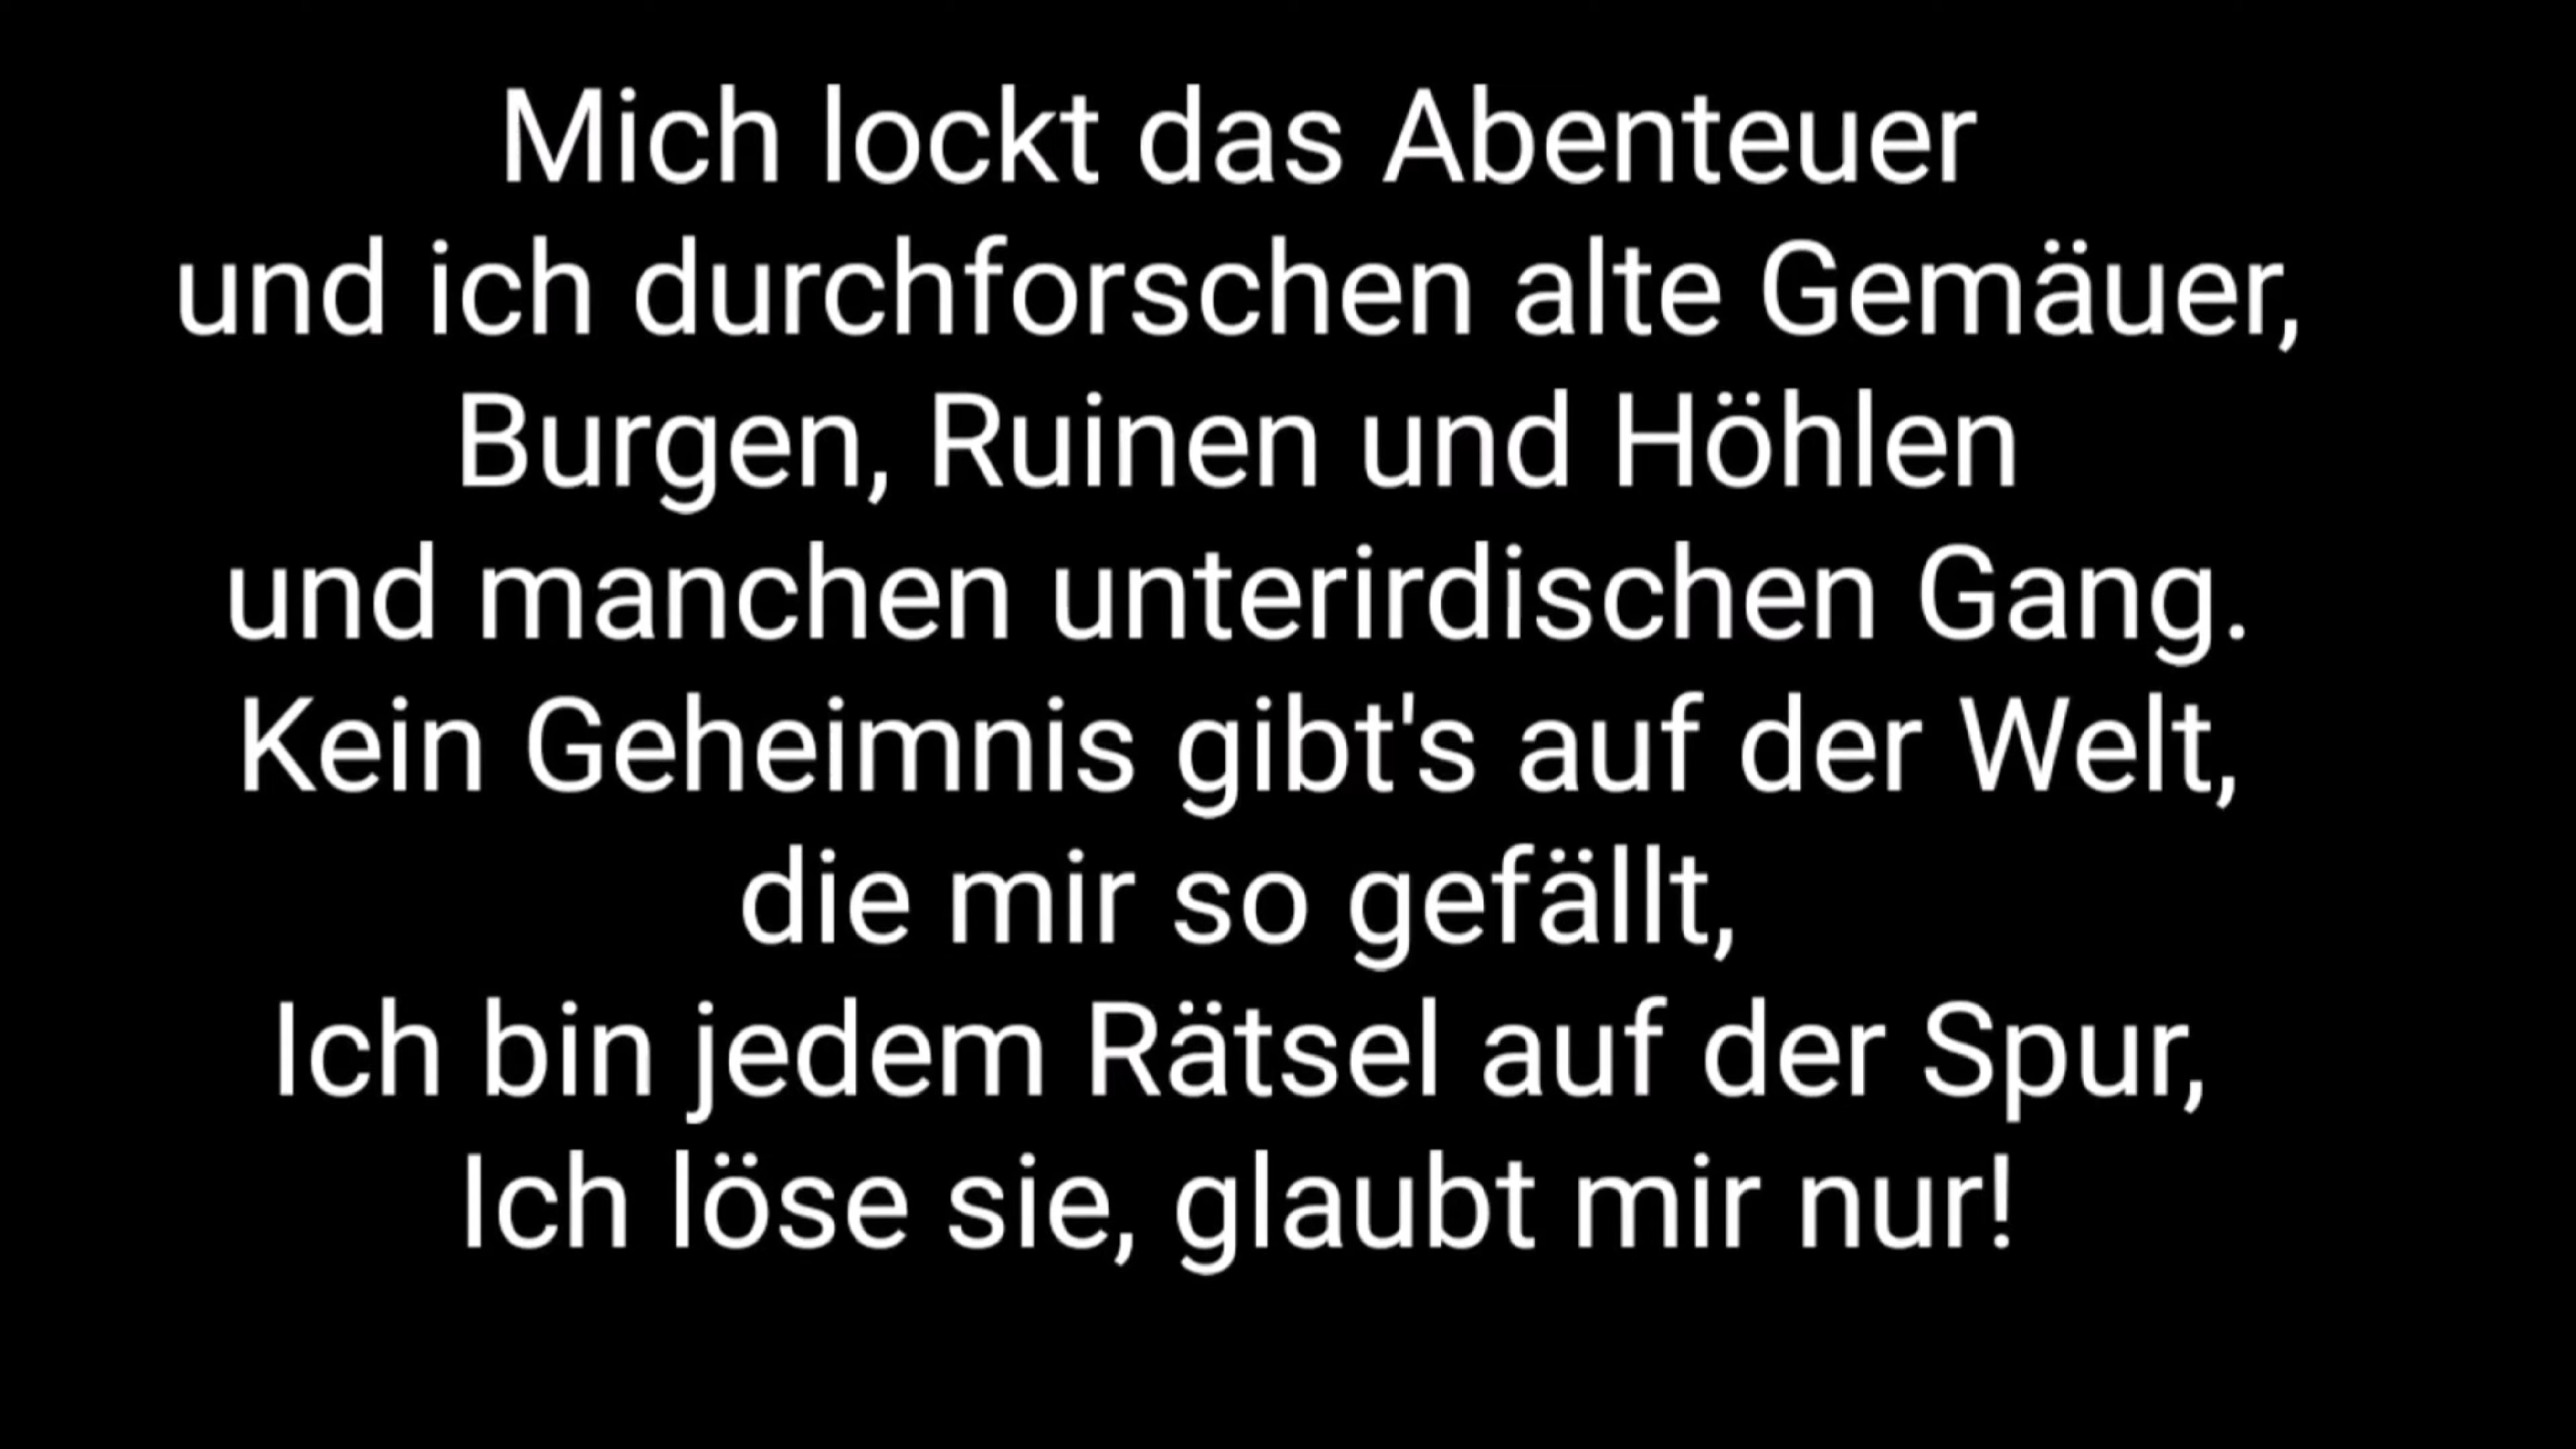 Mich lockt das Abenteuer
und ich durchforschen alte Gemäuer,
Burgen, Ruinen und Höhlen
und manchen unterirdischen Gang.
Kein Geheimnis gibt's auf der Welt,
die mir so gefällt,
Ich bin jedem Rätsel auf der Spur,
Ich löse sie, glaubt mir nur!